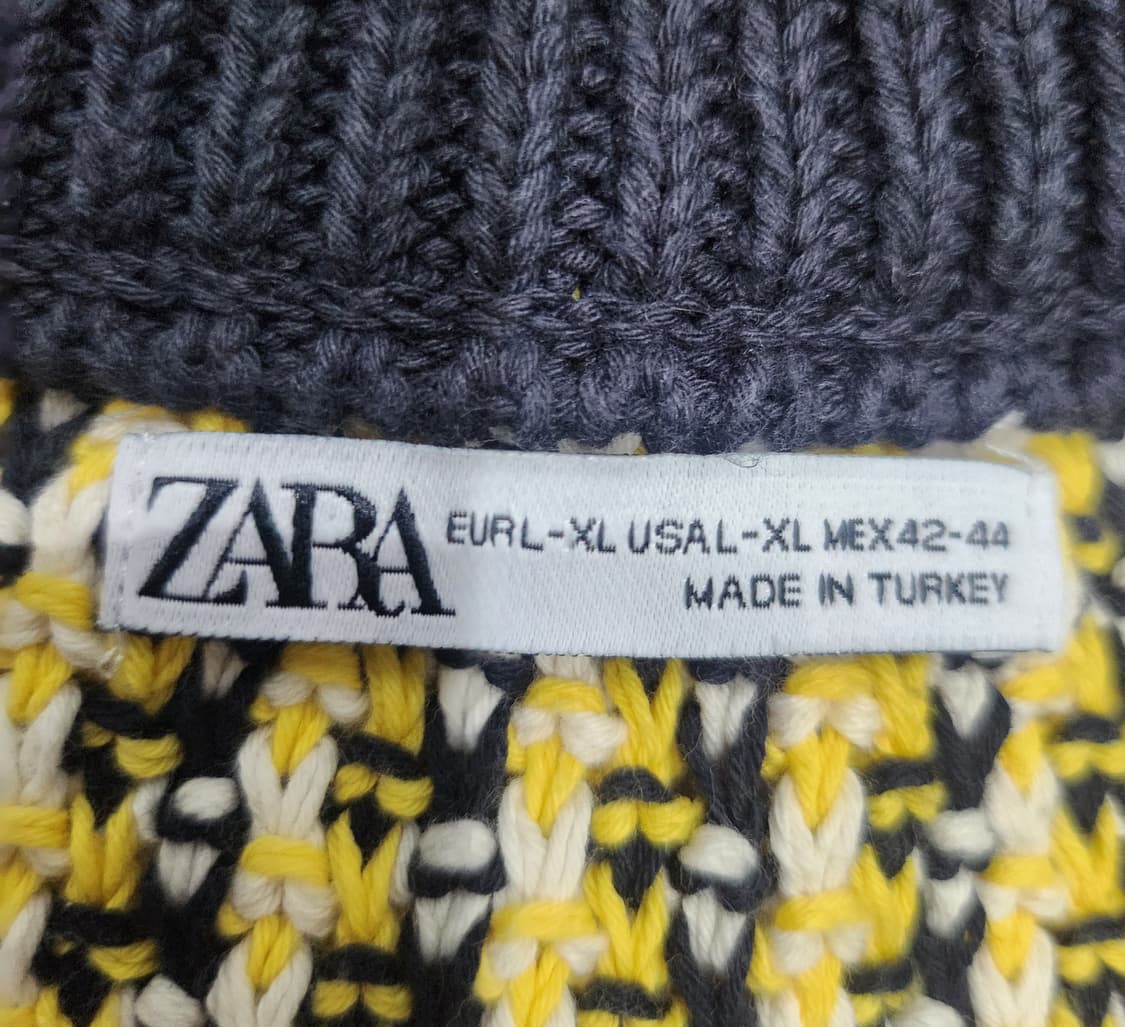 ZARA
EUR L-XL USA L-XL MEX 42-44
MADE IN TURKEY